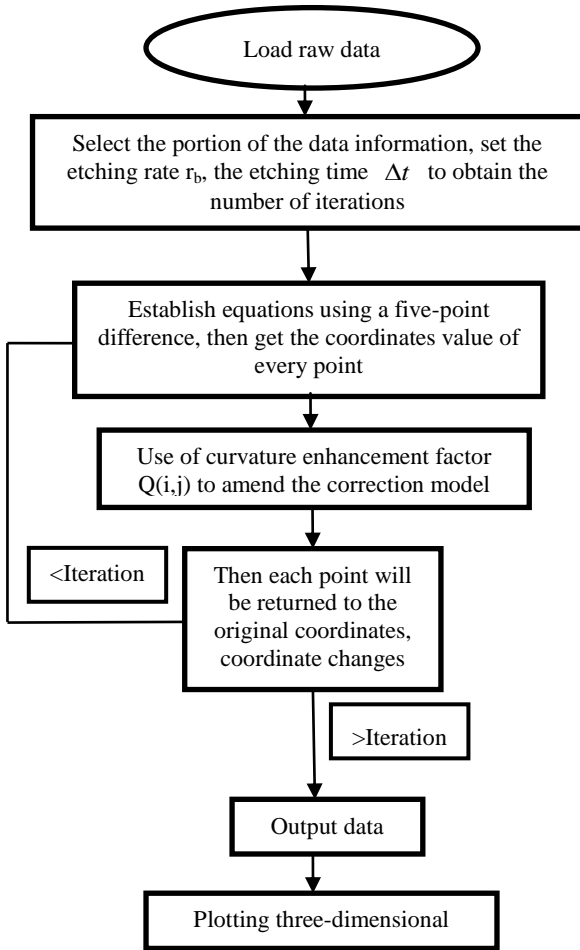 Load raw data
Select the portion of the data information, set the
etching rate r_b, the etching time Δt to obtain the
number of iterations
Establish equations using a five-point
difference, then get the coordinates value of
every point
Use of curvature enhancement factor
Q(i,j) to amend the correction model
<Iteration
Then each point will
be returned to the
original coordinates,
coordinate changes
>Iteration
Output data
Plotting three-dimensional